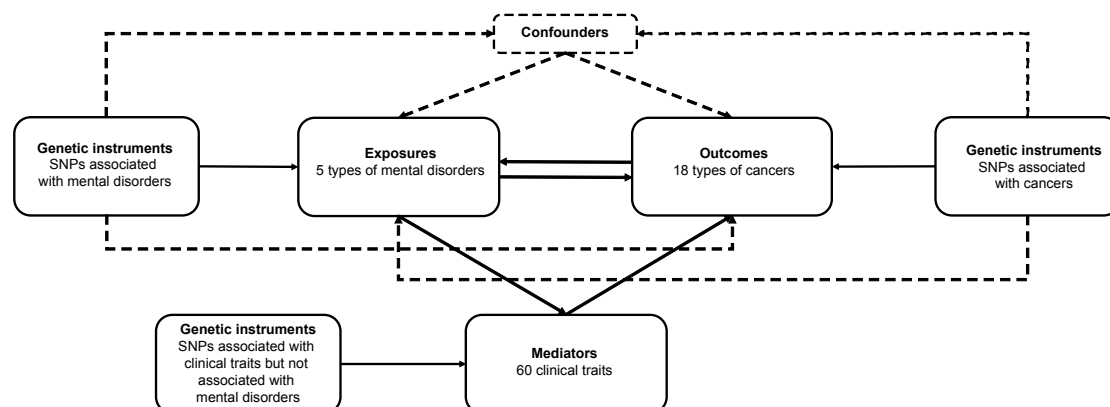 Confounders
Genetic instruments
SNPs associated
with mental disorders
Exposures
5 types of mental disorders
Outcomes
18 types of cancers
Genetic instruments
SNPs associated
with cancers
Genetic instruments
SNPs associated with
clinical traits but not
associated with
mental disorders
Mediators
60 clinical traits